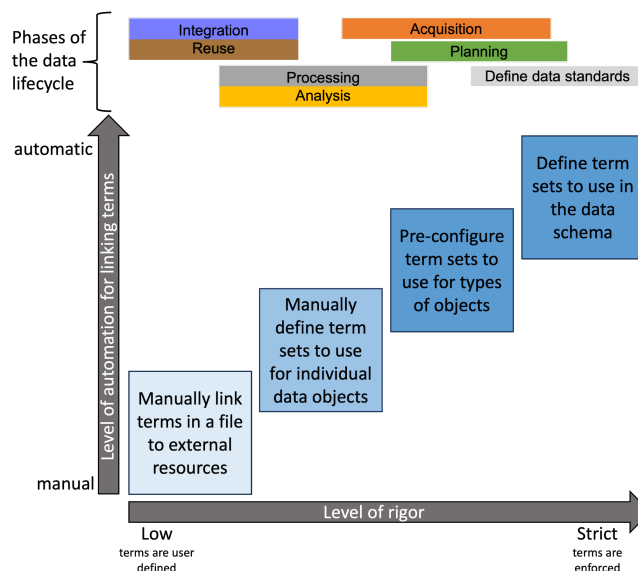 Phases of
the data
lifecycle
Integration
Reuse
Acquisition
Planning
Processing
Analysis
Define data standards
automatic
Level of automation for linking terms
manual
Define term
sets to use in
the data
schema
Pre-configure
term sets to
use for types
of objects
Manually
define term
sets to use
for individual
data objects
Manually link
terms in a file
to external
resources
Level of rigor
Low
terms are user
defined
Strict
terms are
enforced